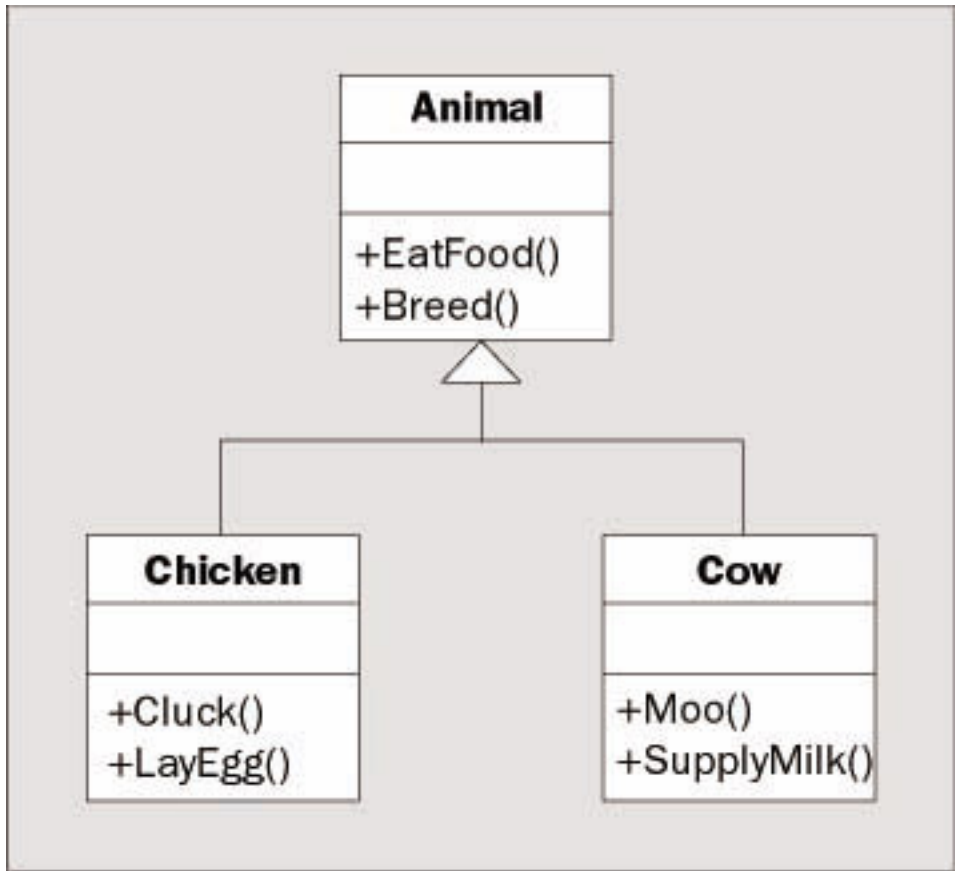 Animal
+EatFood()
+Breed()
Chicken
+Cluck()
+LayEgg()
Cow
+Moo()
+SupplyMilk()